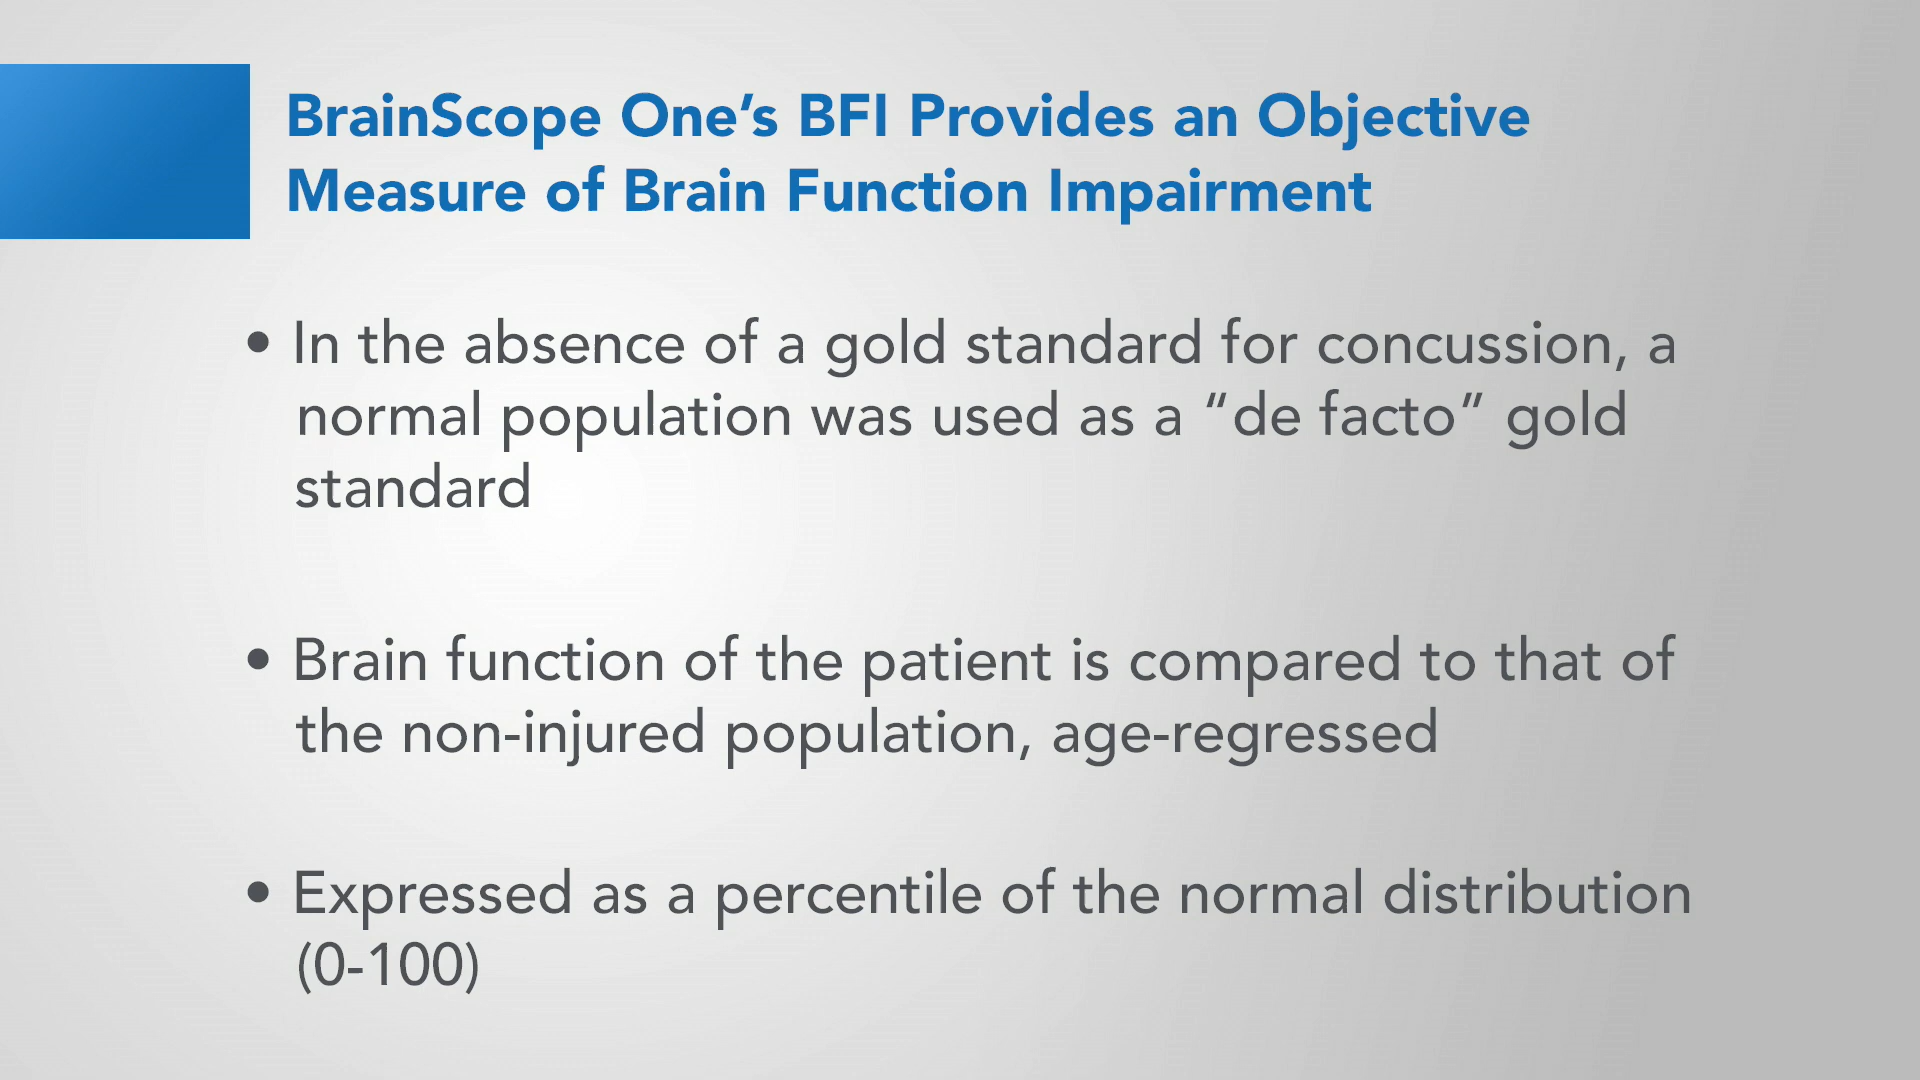 BrainScope One’s BFI Provides an Objective
Measure of Brain Function Impairment
• In the absence of a gold standard for concussion, a
normal population was used as a “de facto” gold
standard
• Brain function of the patient is compared to that of
the non-injured population, age-regressed
• Expressed as a percentile of the normal distribution
(0-100)